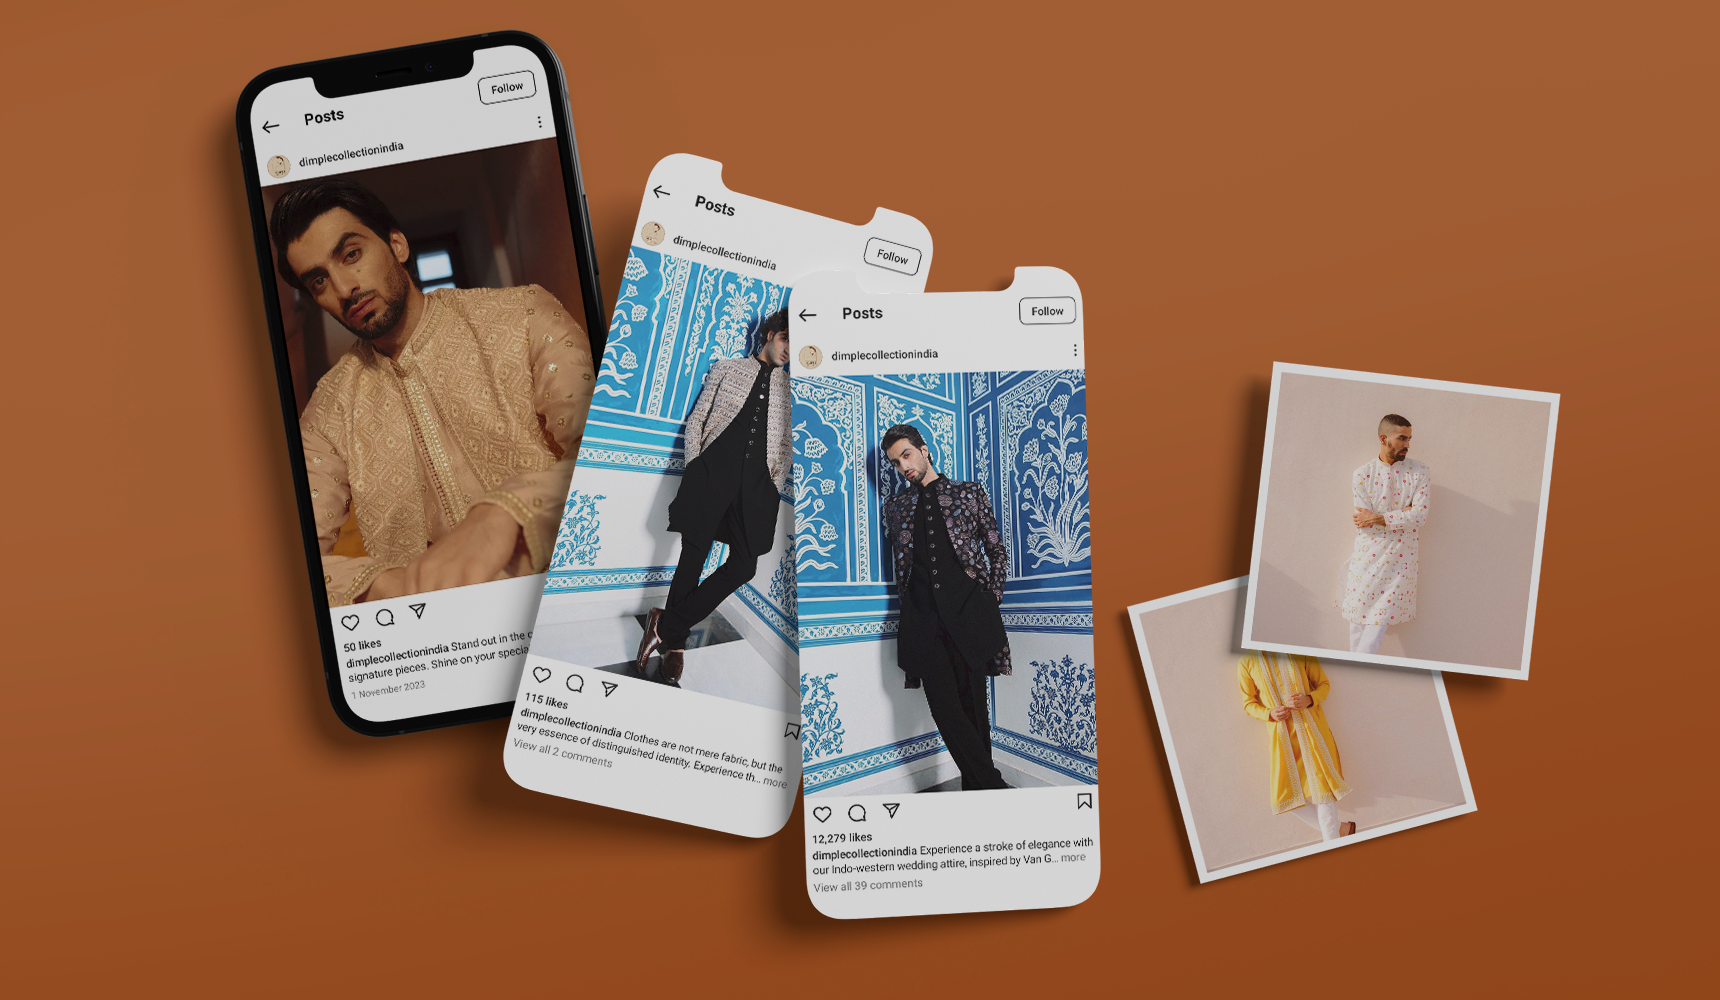 Posts
Follow
dimplecollectionindia
50 likes
dimplecollectionindia Stand out in the
signature pieces. Shine on your
1 November 2023
Posts
Follow
dimplecollectionindia
115 likes
dimplecollectionindia Clothes are not mere fabric, but the
very essence of distinguished identity. Experience th... more
View all 2 comments
Posts
Follow
dimplecollectionindia
12,279 likes
dimplecollectionindia Experience a stroke of elegance with
our Indo-western wedding attire, inspired by Van G... more
View all 39 comments